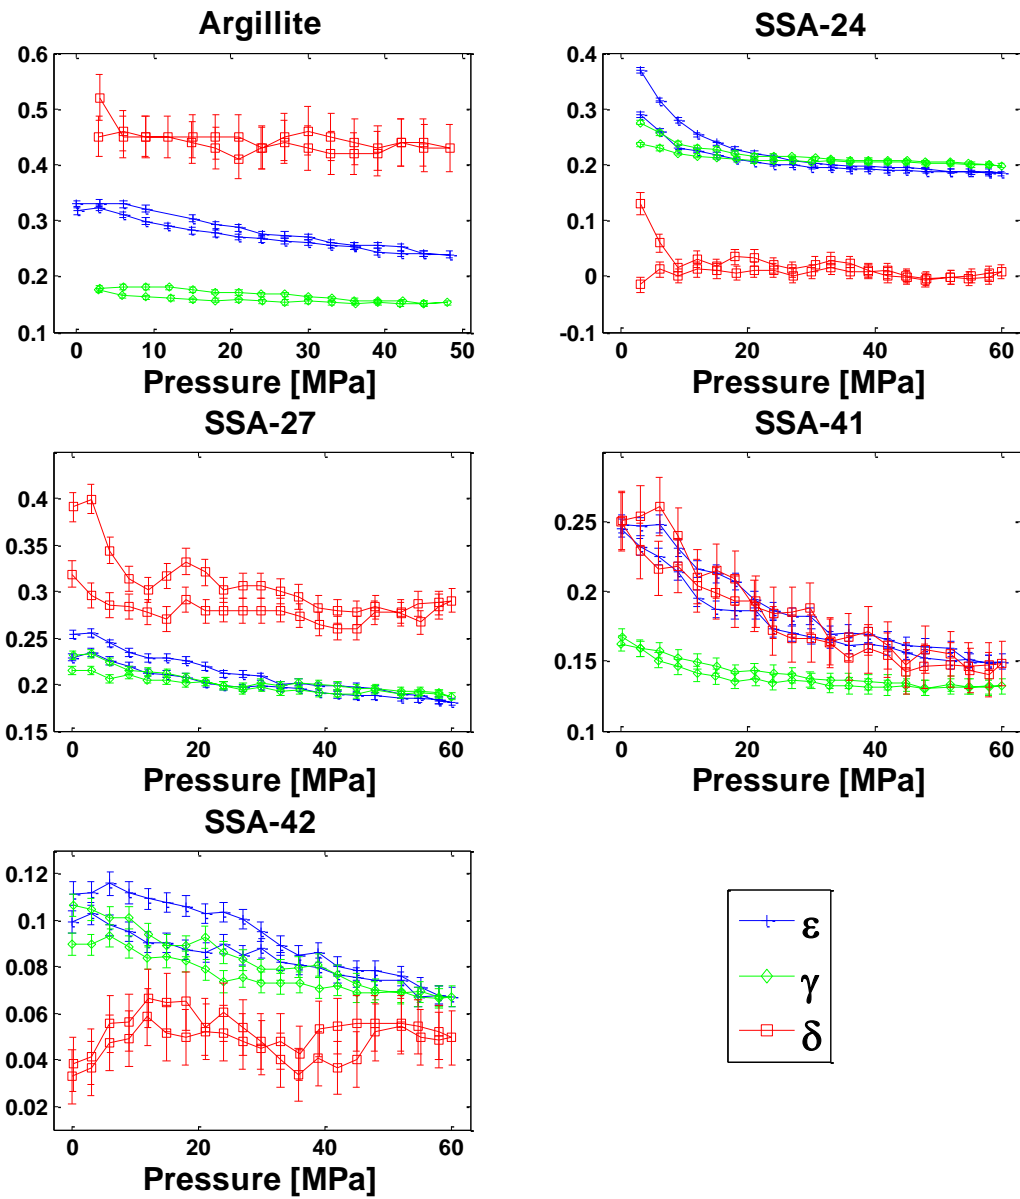 Argillite
0.6
0.5
0.4
0.3
0.2
0.1
0 10 20 30 40 50
Pressure [MPa]
SSA-24
0.4
0.3
0.2
0.1
0
-0.1
0 20 40 60
Pressure [MPa]
SSA-27
0.4
0.35
0.3
0.25
0.2
0.15
0 20 40 60
Pressure [MPa]
SSA-41
0.25
0.2
0.15
0.1
0 20 40 60
Pressure [MPa]
SSA-42
0.12
0.1
0.08
0.06
0.04
0.02
0 20 40 60
Pressure [MPa]
ε
γ
δ